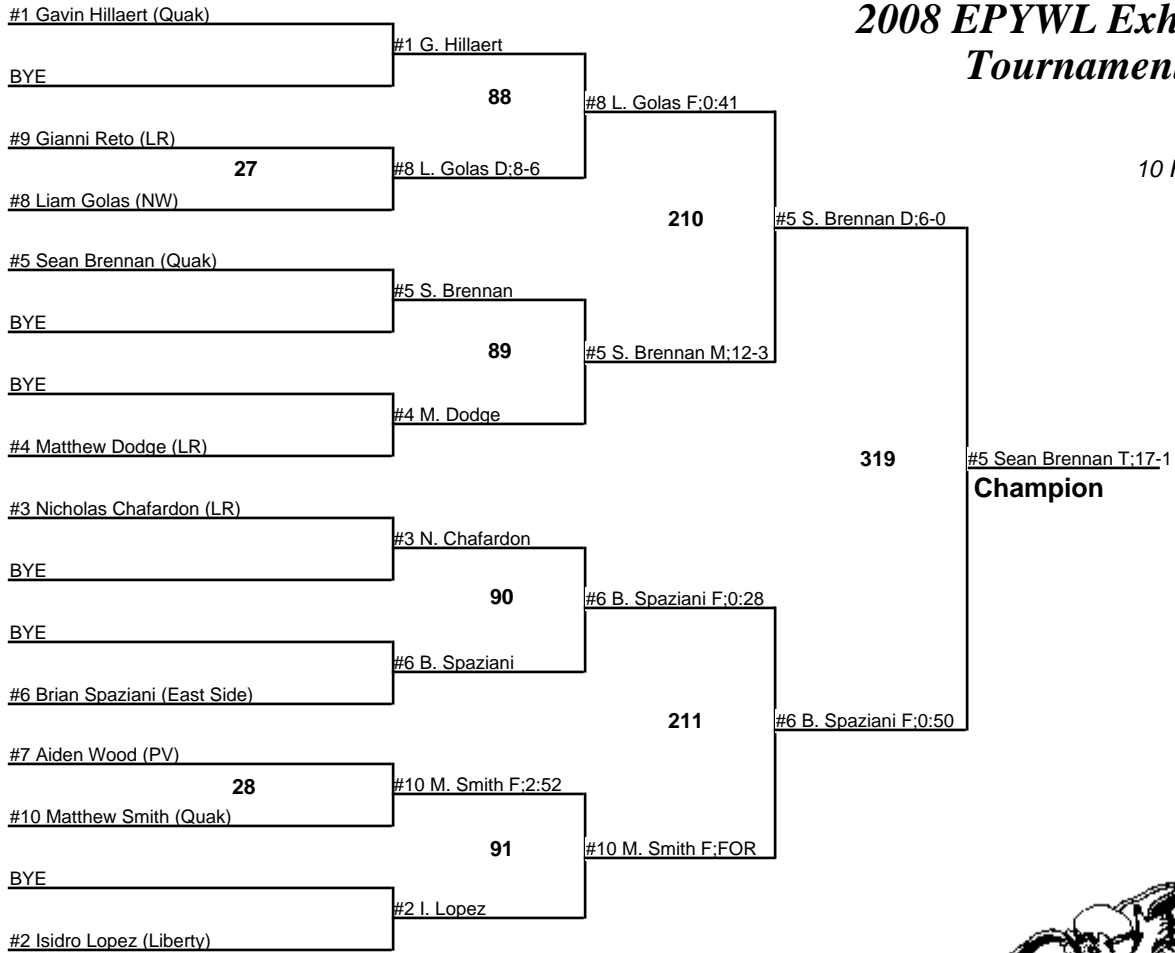 2008 EPYWL Exh
Tournamen
10
#1 Gavin Hillaert (Quak)
BYE
#9 Gianni Reto (LR)
27
#8 Liam Golas (NW)
#5 Sean Brennan (Quak)
BYE
BYE
#4 Matthew Dodge (LR)
#3 Nicholas Chafardon (LR)
BYE
BYE
#6 Brian Spaziani (East Side)
#7 Aiden Wood (PV)
28
#10 Matthew Smith (Quak)
BYE
#2 Isidro Lopez (Liberty)
#1 G. Hillaert
88
#8 L. Golas D;8-6
#5 S. Brennan
89
#4 M. Dodge
#3 N. Chafardon
90
#6 B. Spaziani
#10 M. Smith F;2:52
91
#2 I. Lopez
#8 L. Golas F;0:41
210
#5 S. Brennan M;12-3
#6 B. Spaziani F;0:28
211
#10 M. Smith F;FOR
#5 S. Brennan D;6-0
319
#6 B. Spaziani F;0:50
#5 Sean Brennan T;17-1
Champion